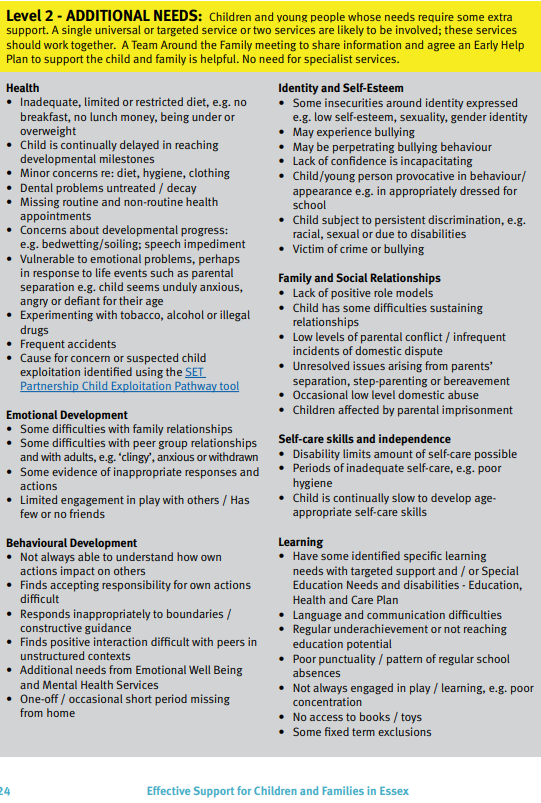 Level 2 - ADDITIONAL NEEDS: Children and young people whose needs require some extra
support. A single universal or targeted service or two services are likely to be involved; these services
should work together. A Team Around the Family meeting to share information and agree an Early Help
Plan to support the child and family is helpful. No need for specialist services.
Health
• Inadequate, limited or restricted diet, e.g. no
breakfast, no lunch money, being under or
overweight
• Child is continually delayed in reaching
developmental milestones
• Minor concerns re: diet, hygiene, clothing
• Dental problems untreated / decay
• Missing routine and non-routine health
appointments
• Concerns about developmental progress:
e.g. bedwetting/soiling; speech impediment
• Vulnerable to emotional problems, perhaps
in response to life events such as parental
separation e.g. child seems unduly anxious,
angry or defiant for their age
• Experimenting with tobacco, alcohol or illegal
drugs
• Frequent accidents
• Cause for concern or suspected child
exploitation identified using the SET
Partnership Child Exploitation Pathway tool
Emotional Development
• Some difficulties with family relationships
• Some difficulties with peer group relationships
and with adults, e.g. ‘clingy’, anxious or withdrawn
• Some evidence of inappropriate responses and
actions
• Limited engagement in play with others / Has
few or no friends
Behavioural Development
• Not always able to understand how own
actions impact on others
• Finds accepting responsibility for own actions
difficult
• Responds inappropriately to boundaries /
constructive guidance
• Finds positive interaction difficult with peers in
unstructured contexts
• Additional needs from Emotional Well Being
and Mental Health Services
• One-off / occasional short period missing
from home
Identity and Self-Esteem
• Some insecurities around identity expressed
e.g. low self-esteem, sexuality, gender identity
• May experience bullying
• May be perpetrating bullying behaviour
• Lack of confidence is incapacitating
• Child/young person provocative in behaviour/
appearance e.g. in appropriately dressed for
school
• Child subject to persistent discrimination, e.g.
racial, sexual or due to disabilities
• Victim of crime or bullying
Family and Social Relationships
• Lack of positive role models
• Child has some difficulties sustaining
relationships
• Low levels of parental conflict / infrequent
incidents of domestic dispute
• Unresolved issues arising from parents’
separation, step-parenting or bereavement
• Occasional low level domestic abuse
• Children affected by parental imprisonment
Self-care skills and independence
• Disability limits amount of self-care possible
• Periods of inadequate self-care, e.g. poor
hygiene
• Child is continually slow to develop age-
appropriate self-care skills
Learning
• Have some identified specific learning
needs with targeted support and / or Special
Education Needs and disabilities - Education,
Health and Care Plan
• Language and communication difficulties
• Regular underachievement or not reaching
education potential
• Poor punctuality / pattern of regular school
absences
• Not always engaged in play / learning, e.g. poor
concentration
• No access to books / toys
• Some fixed term exclusions
24
Effective Support for Children and Families in Essex